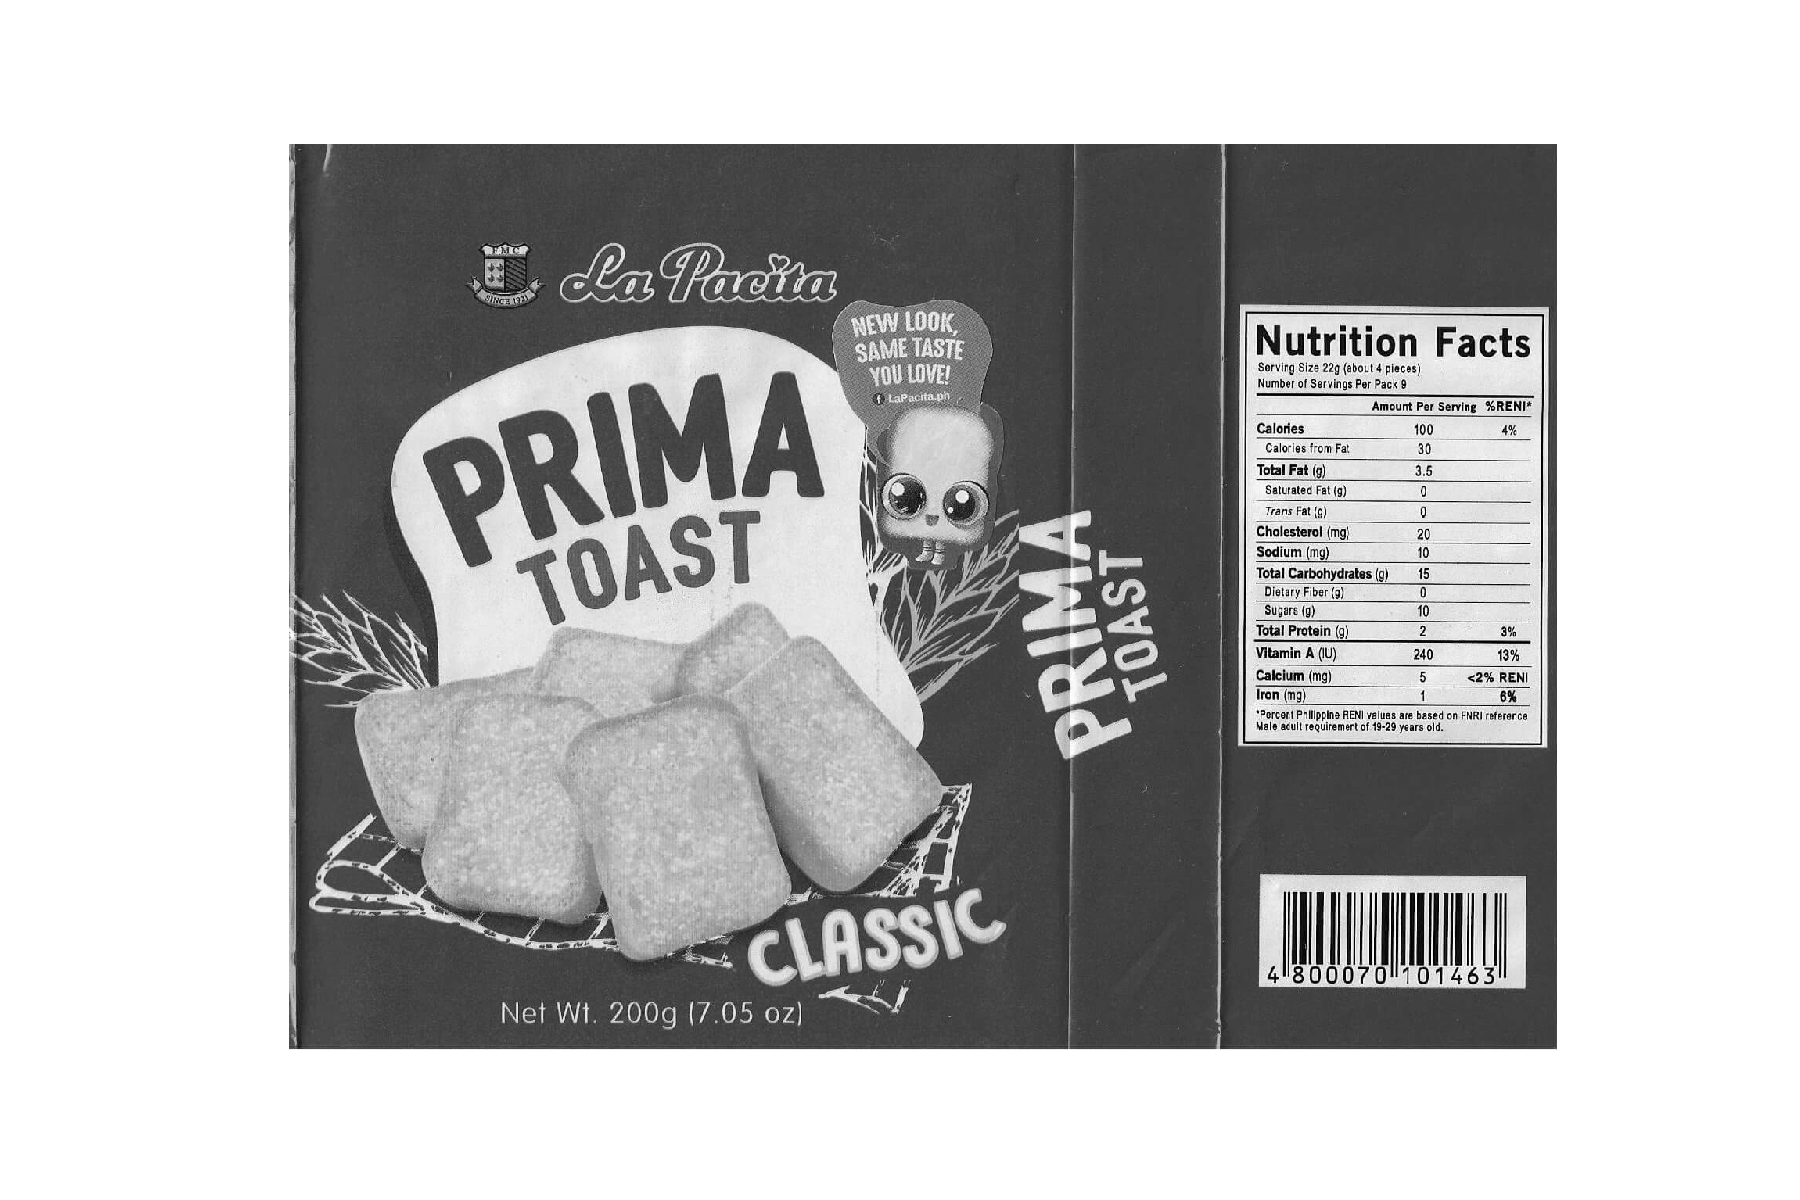 FMC
SINCE 1921
La Pacita
NEW LOOK,
SAME TASTE
YOU LOVE!
LaPacita.ph
PRIMA
TOAST
CLASSIC
Net Wt. 200g (7.05 oz)
PRIMA
TOAST
Nutrition Facts
Serving Size 22g (about 4 pieces)
Number of Servings Per Pack 9
Amount Per Serving %RENI*
Calories 100 4%
Calories from Fat 30
Total Fat (g) 3.5
Saturated Fat (g) 0
Trans Fat (g) 0
Cholesterol (mg) 20
Sodium (mg) 10
Total Carbohydrates (g) 15
Dietary Fiber (g) 0
Sugars (g) 10
Total Protein (g) 2 3%
Vitamin A (IU) 240 13%
Calcium (mg) 5 <2% RENI
Iron (mg) 1 6%
*Percent Philippine RENI values are based on FNRI reference
Male adult requirement of 19-29 years old.
4 800070 101463